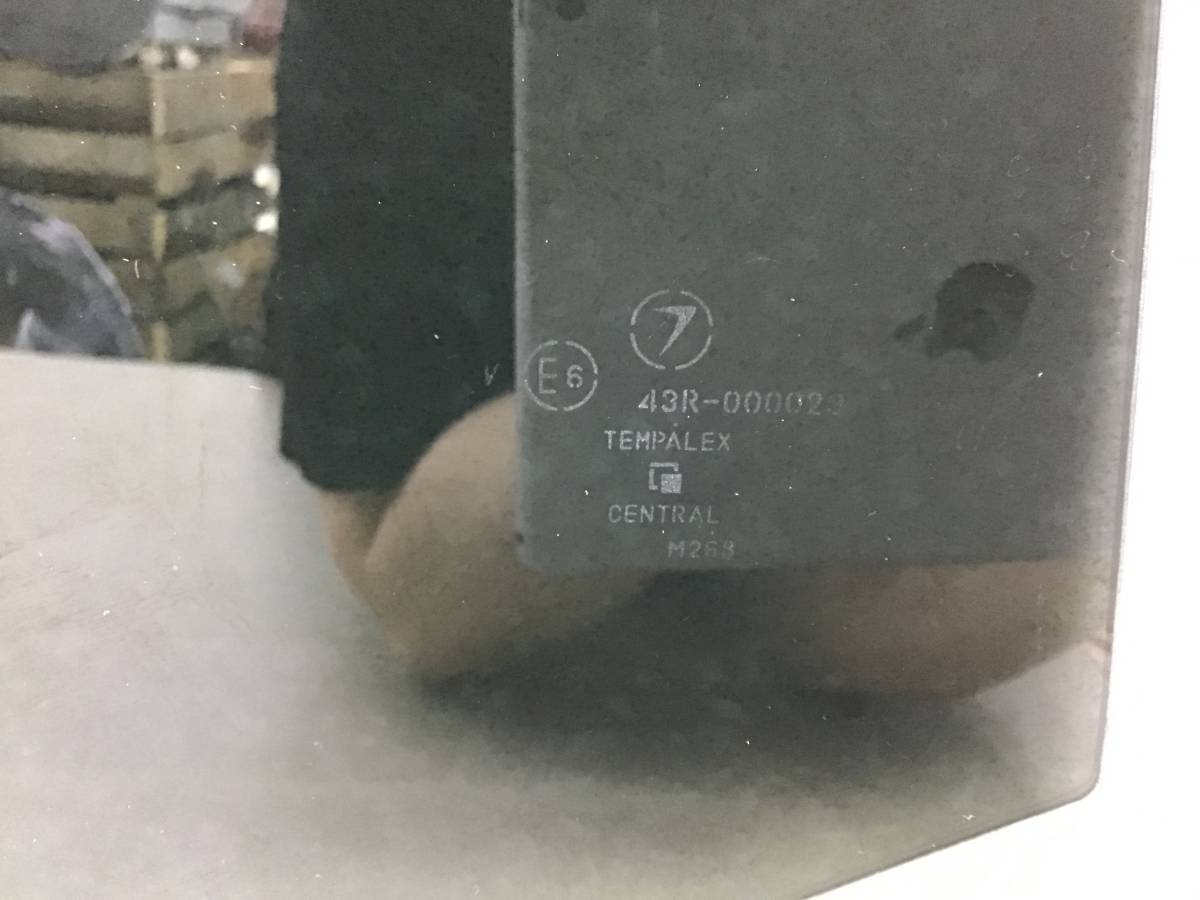 V
E6
43R-000023
TEMPALEX
CENTRAL
M268